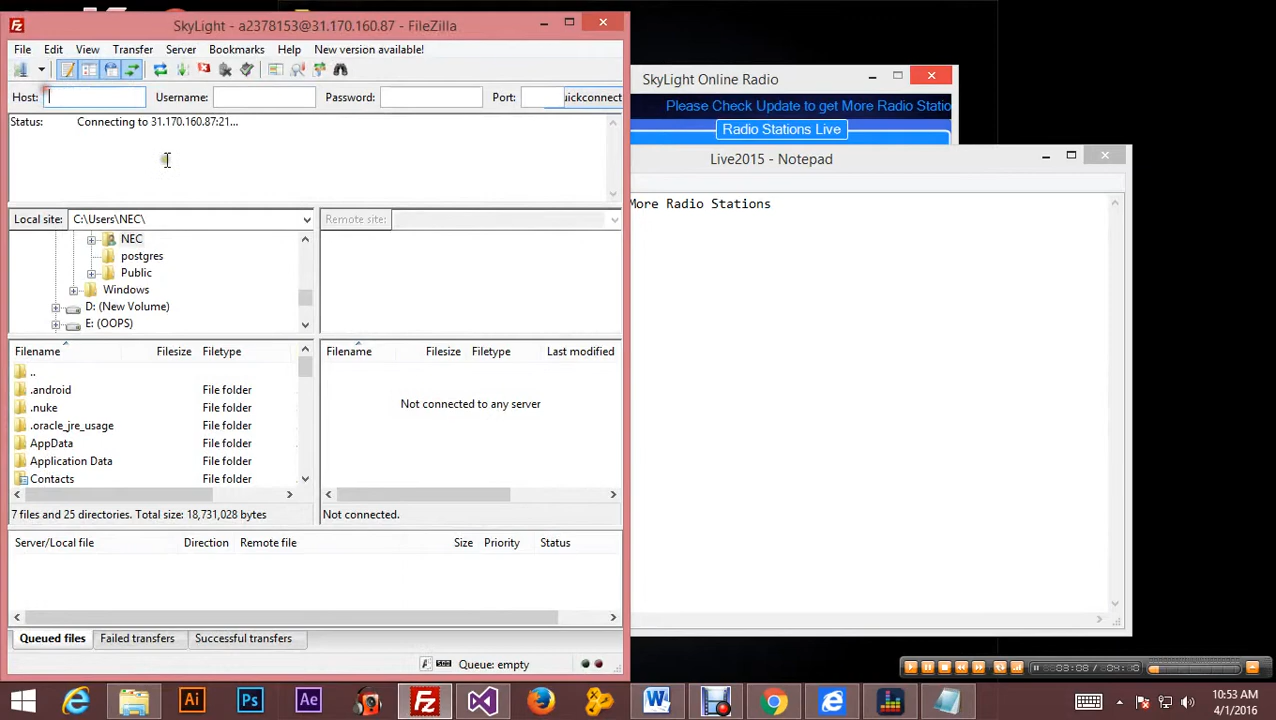 SkyLight - a2378153@31.170.160.87 - FileZilla
File Edit View Transfer Server Bookmarks Help New version available!
Host: Username: Password: Port: uickconnect
Status: Connecting to 31.170.160.87:21...
Local site: C:\Users\NEC\
Remote site:
NEC
postgres
Public
Windows
D: (New Volume)
E: (OOPS)
Filename Filesize Filetype
..
.android File folder
.nuke File folder
.oracle_jre_usage File folder
AppData File folder
Application Data File folder
Contacts File folder
7 files and 25 directories. Total size: 18,731,028 bytes
Filename Filesize Filetype Last modified
Not connected to any server
Not connected.
Server/Local file Direction Remote file Size Priority Status
Queued files Failed transfers Successful transfers
Queue: empty
SkyLight Online Radio
Please Check Update to get More Radio Statio
Radio Stations Live
Live2015 - Notepad
More Radio Stations
Ai Ps Ae
10:53 AM
4/1/2016